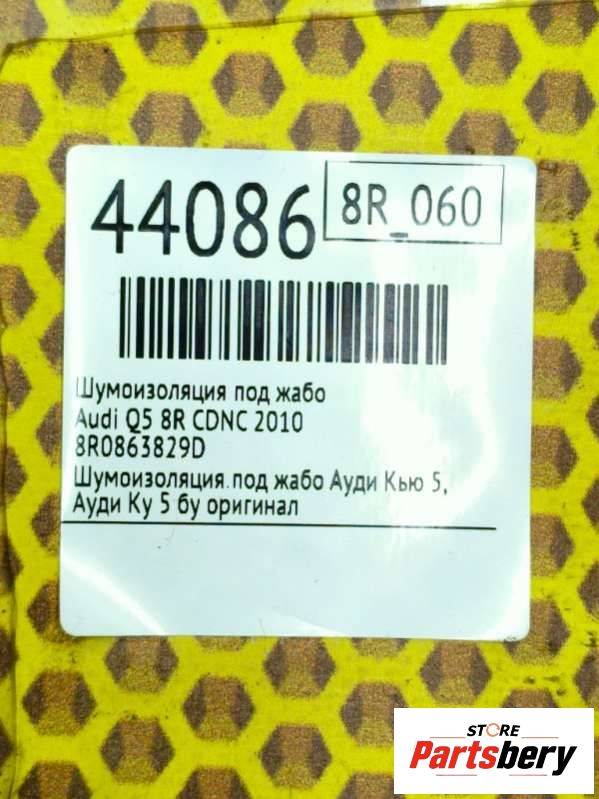 44086
8R_060
Шумоизоляция под жабо
Audi Q5 8R CDNC 2010
8R0863829D
Шумоизоляция под жабо Ауди Кью 5,
Ауди Ку 5 бу оригинал
STORE
Partsbery